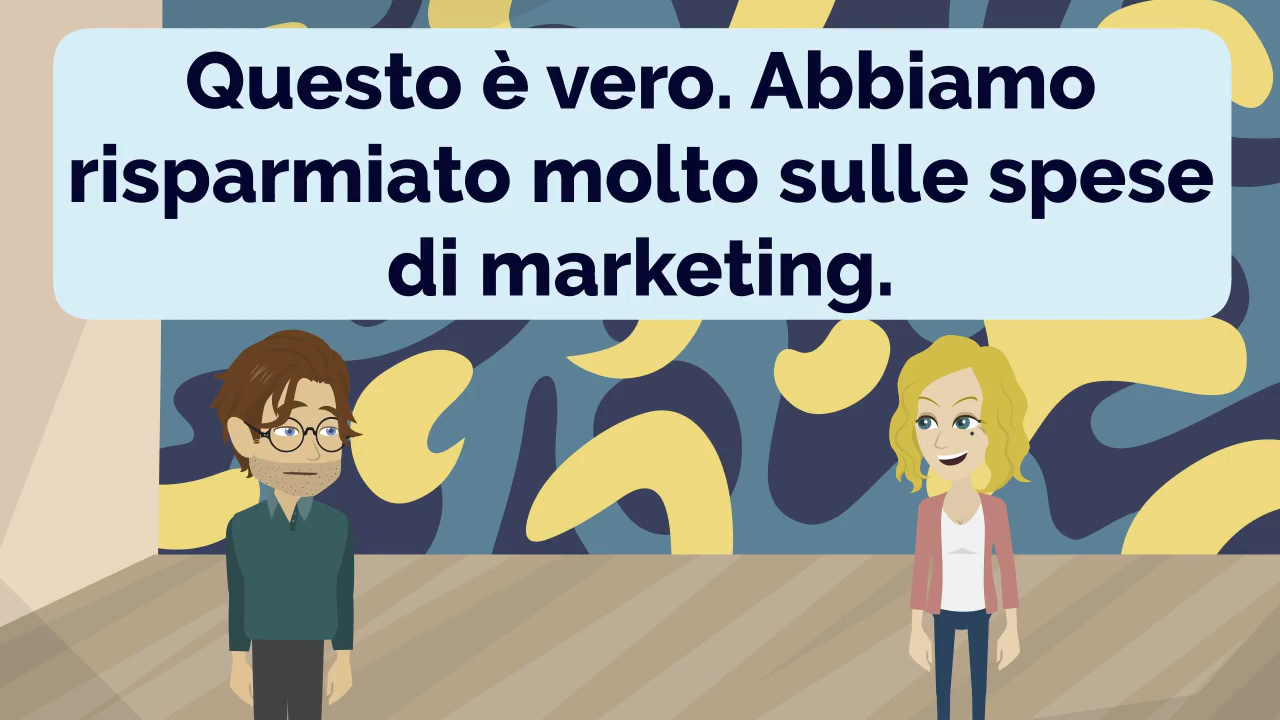 Questo è vero. Abbiamo
risparmiato molto sulle spese
di marketing.